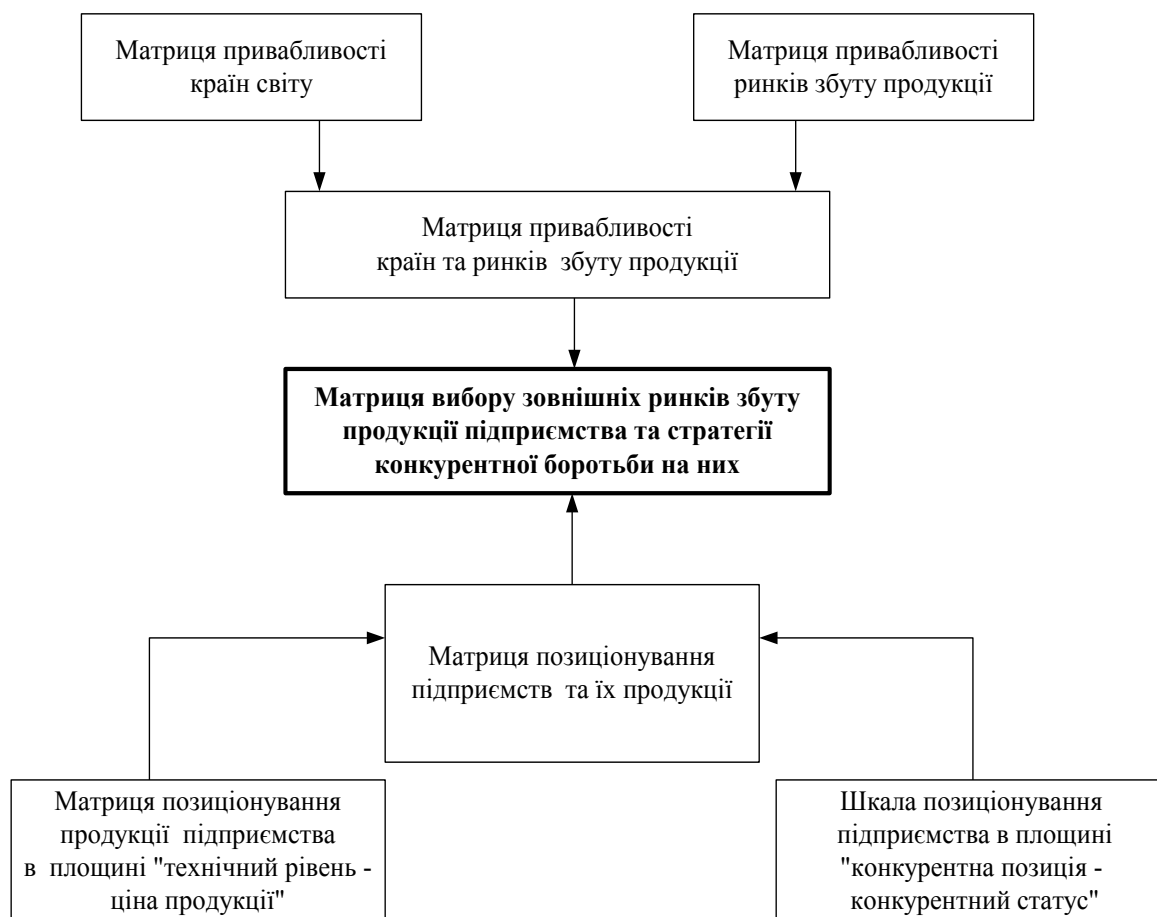 Матриця привабливості
країн світу
Матриця привабливості
ринків збуту продукції
Матриця привабливості
країн та ринків збуту продукції
Матриця вибору зовнішніх ринків збуту
продукції підприємства та стратегії
конкурентної боротьби на них
Матриця позиціонування
підприємств та їх продукції
Матриця позиціонування
продукції підприємства
в площині "технічний рівень -
ціна продукції"
Шкала позиціонування
підприємства в площині
"конкурентна позиція -
конкурентний статус"